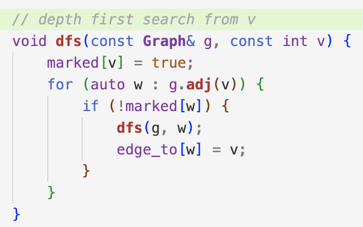 // depth first search from v
void dfs(const Graph& g, const int v) {
    marked[v] = true;
    for (auto w : g.adj(v)) {
        if (!marked[w]) {
            dfs(g, w);
            edge_to[w] = v;
        }
    }
}